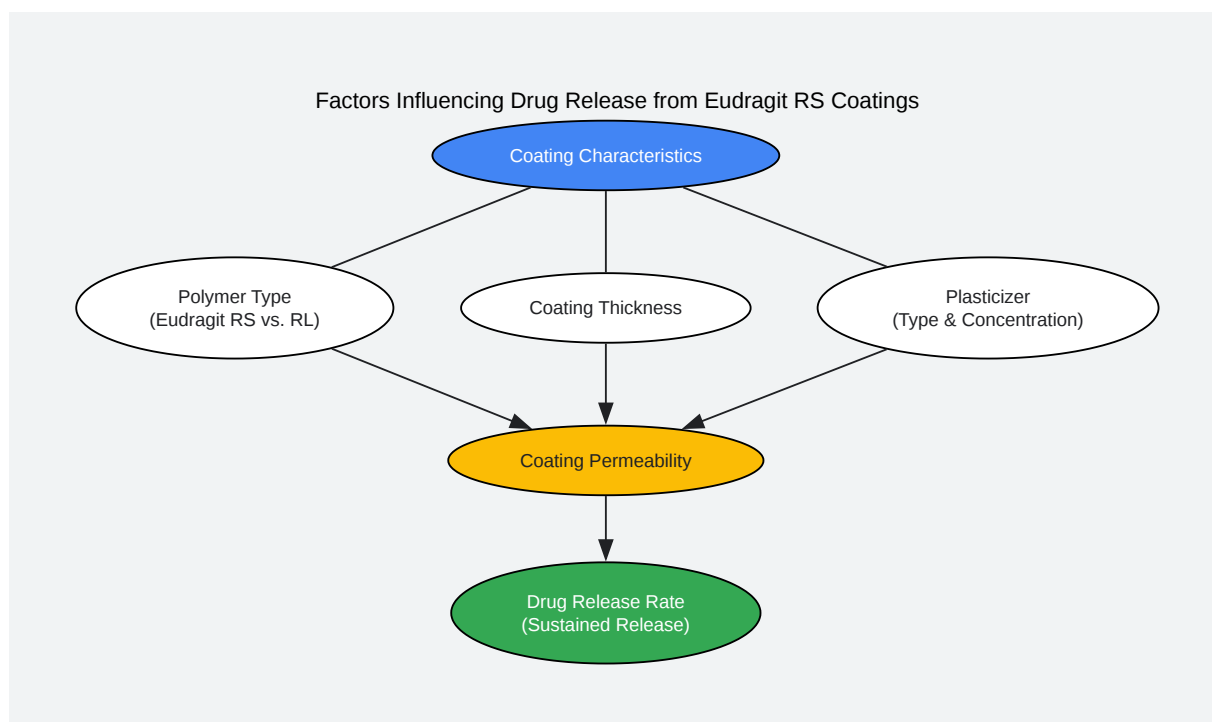 Factors Influencing Drug Release from Eudragit RS Coatings
Coating Characteristics
Polymer Type
(Eudragit RS vs. RL)
Coating Thickness
Plasticizer
(Type & Concentration)
Coating Permeability
Drug Release Rate
(Sustained Release)